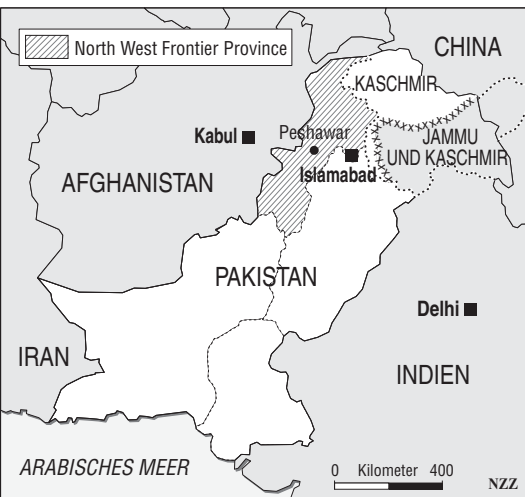 North West Frontier Province
CHINA
KASCHMIR
Kabul
Peshawar
JAMMU
UND KASCHMIR
Islamabad
AFGHANISTAN
PAKISTAN
Delhi
IRAN
INDIEN
ARABISCHES MEER
0 Kilometer 400
NZZ